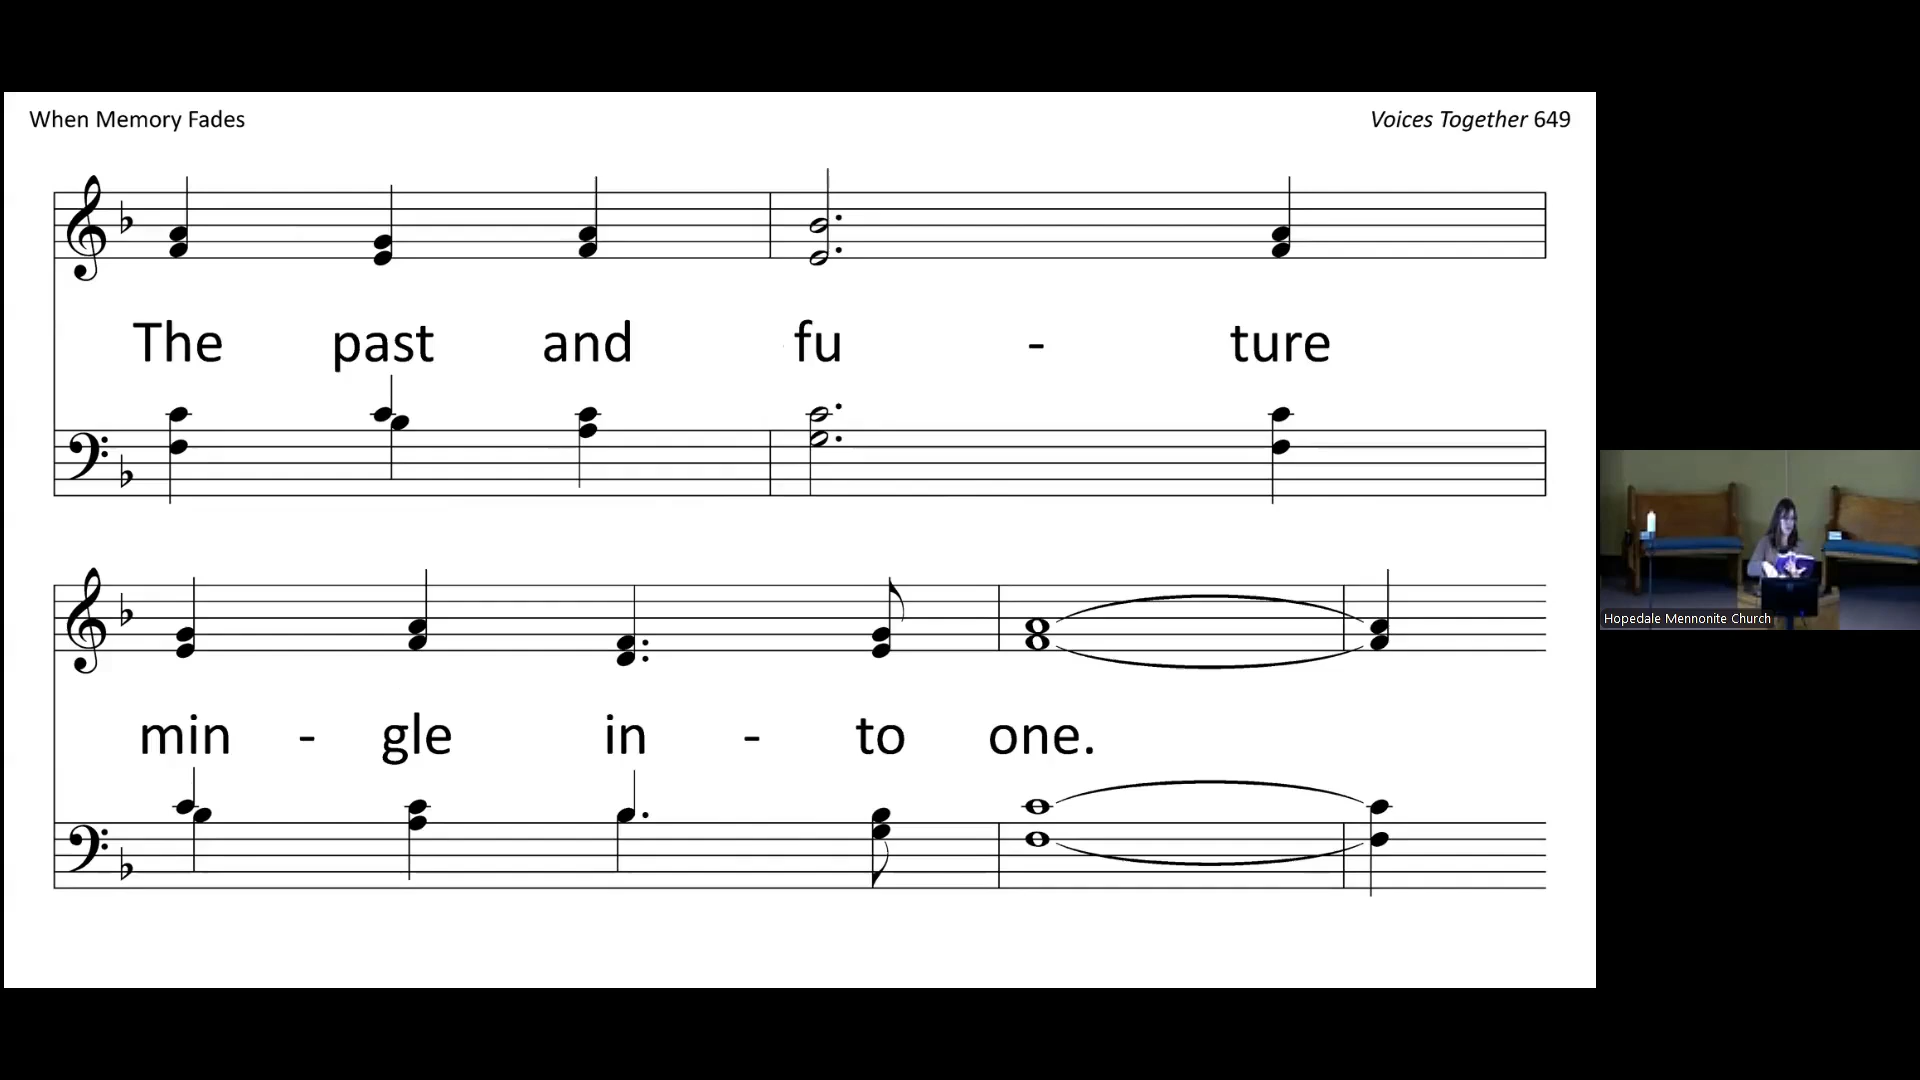 When Memory Fades
Voices Together 649
The past and fu - ture
min - gle in - to one.
Hopedale Mennonite Church